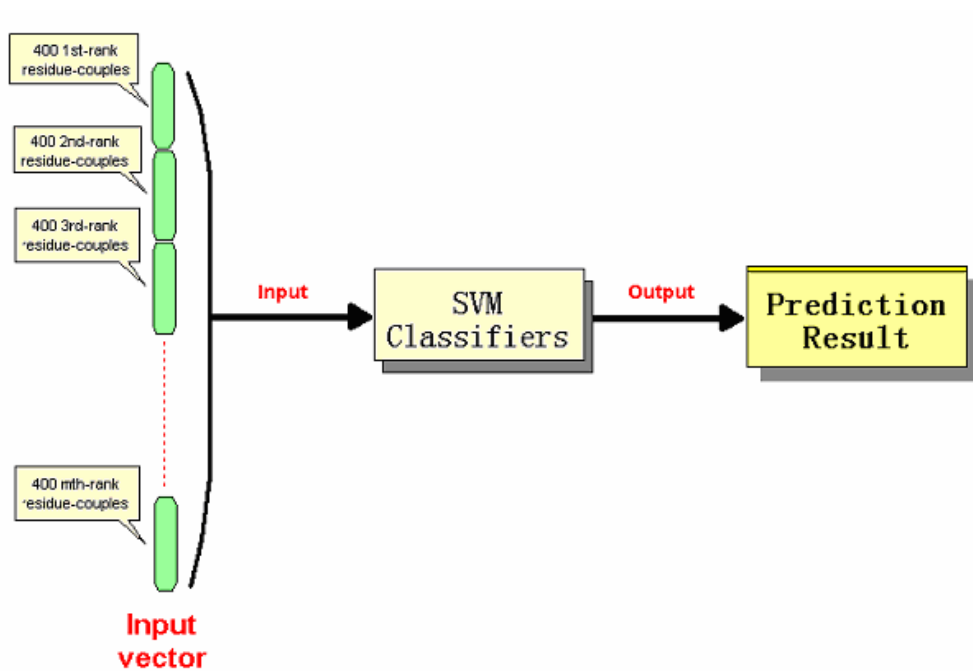 400 1st-rank
residue-couples
400 2nd-rank
residue-couples
400 3rd-rank
residue-couples
400 mth-rank
residue-couples
Input
vector
Input
SVM
Classifiers
Output
Prediction
Result